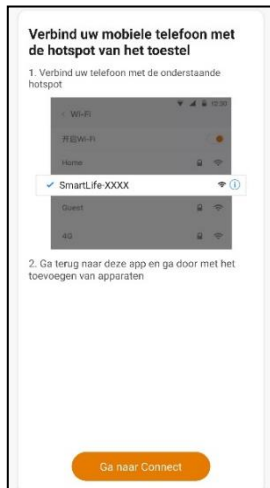 Verbind uw mobiele telefoon met
de hotspot van het toestel
1. Verbind uw telefoon met de onderstaande
hotspot
12:00
Wi-Fi
开启Wi-Fi
Home
SmartLife-XXXX
Guest
4G
2. Ga terug naar deze app en ga door met het
toevoegen van apparaten
Ga naar Connect